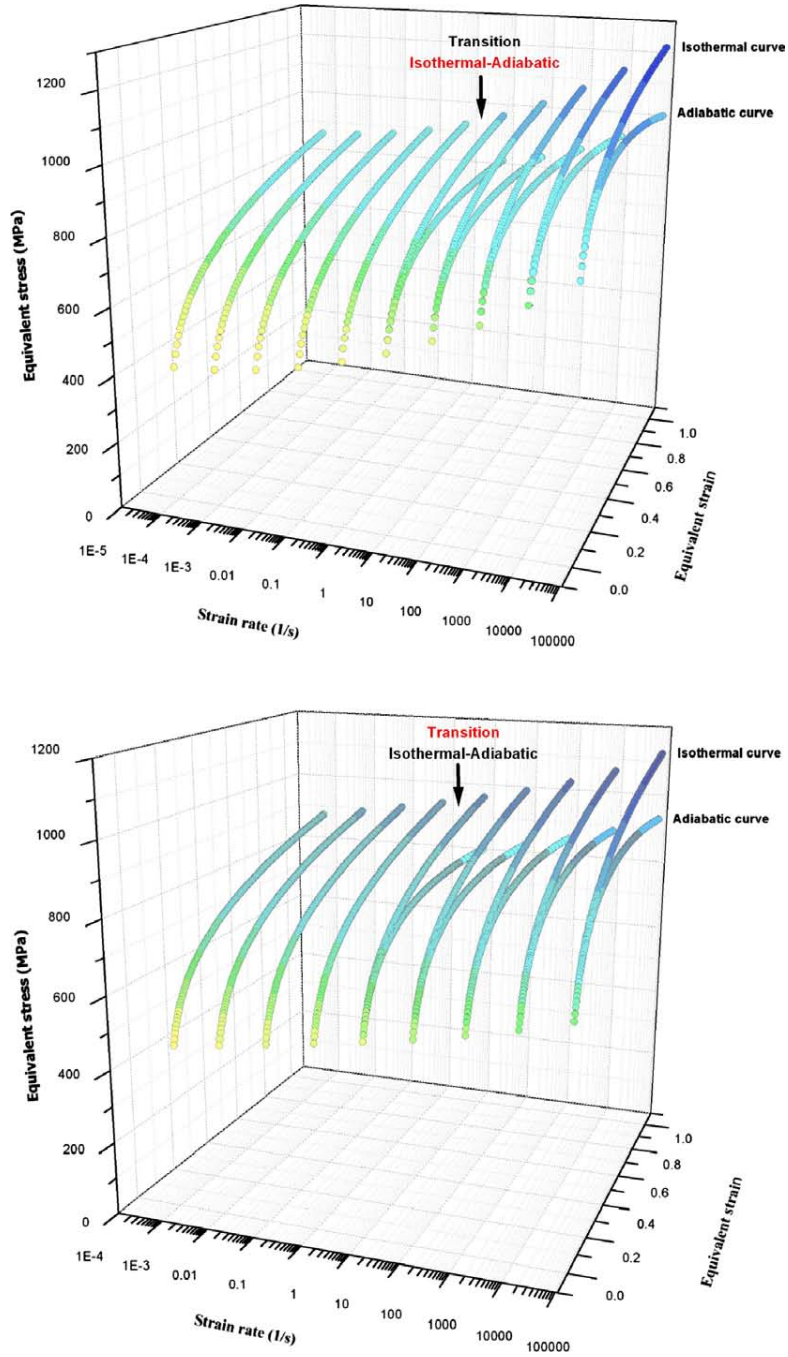 Transition
Isothermal-Adiabatic
Isothermal curve
Adiabatic curve
Equivalent stress (MPa)
1200
1000
800
600
400
200
0
1E-5
1E-4
1E-3
0.01
0.1
1
10
100
1000
10000
100000
Strain rate (1/s)
0.0
0.2
0.4
0.6
0.8
1.0
Equivalent strain
Transition
Isothermal-Adiabatic
Isothermal curve
Adiabatic curve
Equivalent stress (MPa)
1200
1000
800
600
400
200
0
1E-4
1E-3
0.01
0.1
1
10
100
1000
10000
100000
Strain rate (1/s)
0.0
0.2
0.4
0.6
0.8
1.0
Equivalent strain